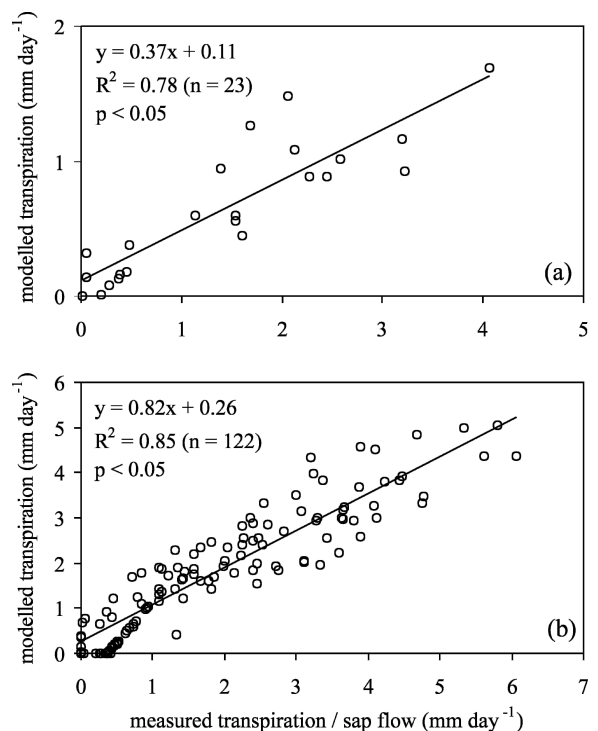 2
y = 0.37x + 0.11
R² = 0.78 (n = 23)
p < 0.05
1
modelled transpiration (mm day⁻¹)
(a)
0
0 1 2 3 4 5
6
y = 0.82x + 0.26
5
R² = 0.85 (n = 122)
4
p < 0.05
3
modelled transpiration (mm day⁻¹)
2
1
(b)
0
0 1 2 3 4 5 6 7
measured transpiration / sap flow (mm day⁻¹)